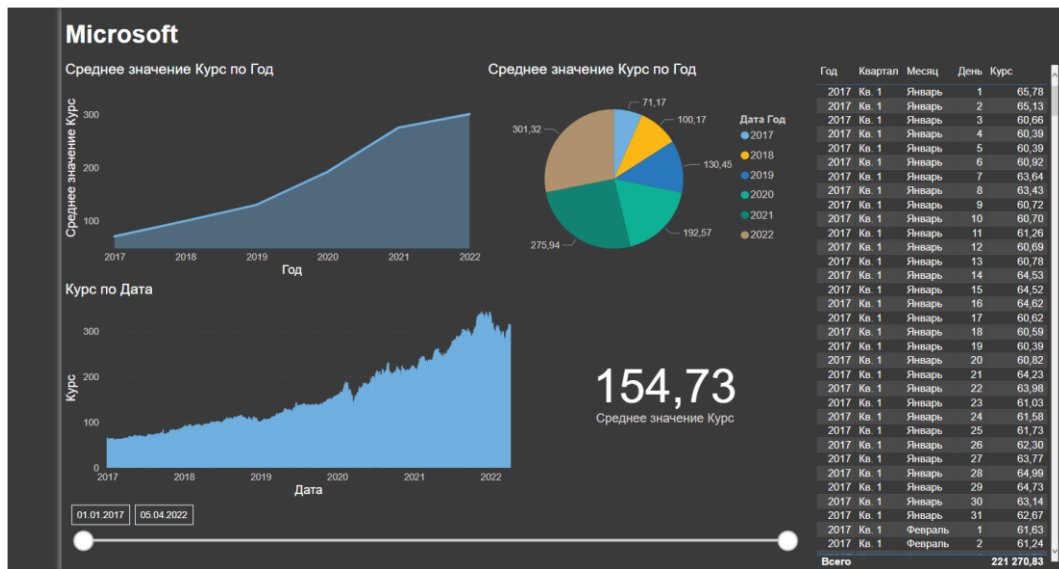 Microsoft
Среднее значение Курс по Год
Среднее значение Курс
300
200
100
2017 2018 2019 2020 2021 2022
Год
Среднее значение Курс по Год
71,17
100,17
130,45
192,57
275,94
301,32
Дата Год
2017
2018
2019
2020
2021
2022
Курс по Дата
Курс
300
200
100
0
2017 2018 2019 2020 2021 2022
Дата
154,73
Среднее значение Курс
01.01.2017 05.04.2022
Год Квартал Месяц День Курс
2017 Кв. 1 Январь 1 65,78
2017 Кв. 1 Январь 2 65,13
2017 Кв. 1 Январь 3 60,66
2017 Кв. 1 Январь 4 60,39
2017 Кв. 1 Январь 5 60,39
2017 Кв. 1 Январь 6 60,92
2017 Кв. 1 Январь 7 63,64
2017 Кв. 1 Январь 8 63,43
2017 Кв. 1 Январь 9 60,72
2017 Кв. 1 Январь 10 60,70
2017 Кв. 1 Январь 11 61,26
2017 Кв. 1 Январь 12 60,69
2017 Кв. 1 Январь 13 60,78
2017 Кв. 1 Январь 14 64,53
2017 Кв. 1 Январь 15 64,52
2017 Кв. 1 Январь 16 64,62
2017 Кв. 1 Январь 17 60,62
2017 Кв. 1 Январь 18 60,59
2017 Кв. 1 Январь 19 60,39
2017 Кв. 1 Январь 20 60,82
2017 Кв. 1 Январь 21 64,23
2017 Кв. 1 Январь 22 63,98
2017 Кв. 1 Январь 23 61,03
2017 Кв. 1 Январь 24 61,58
2017 Кв. 1 Январь 25 61,73
2017 Кв. 1 Январь 26 62,30
2017 Кв. 1 Январь 27 63,77
2017 Кв. 1 Январь 28 64,99
2017 Кв. 1 Январь 29 64,73
2017 Кв. 1 Январь 30 63,14
2017 Кв. 1 Январь 31 62,67
2017 Кв. 1 Февраль 1 61,63
2017 Кв. 1 Февраль 2 61,24
Всего 221 270,83